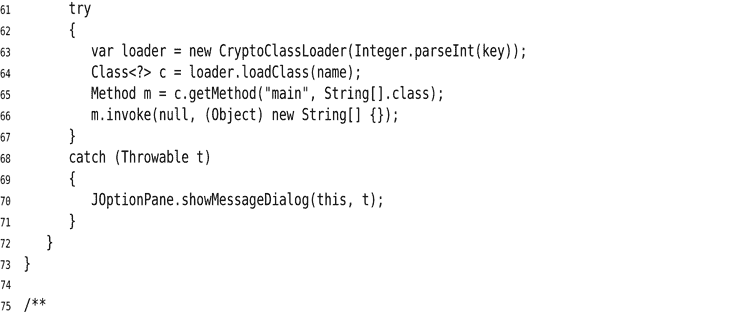 61 try
62 {
63 var loader = new CryptoClassLoader(Integer.parseInt(key));
64 Class<?> c = loader.loadClass(name);
65 Method m = c.getMethod("main", String[].class);
66 m.invoke(null, (Object) new String[] {});
67 }
68 catch (Throwable t)
69 {
70 JOptionPane.showMessageDialog(this, t);
71 }
72 }
73 }
74
75 /**